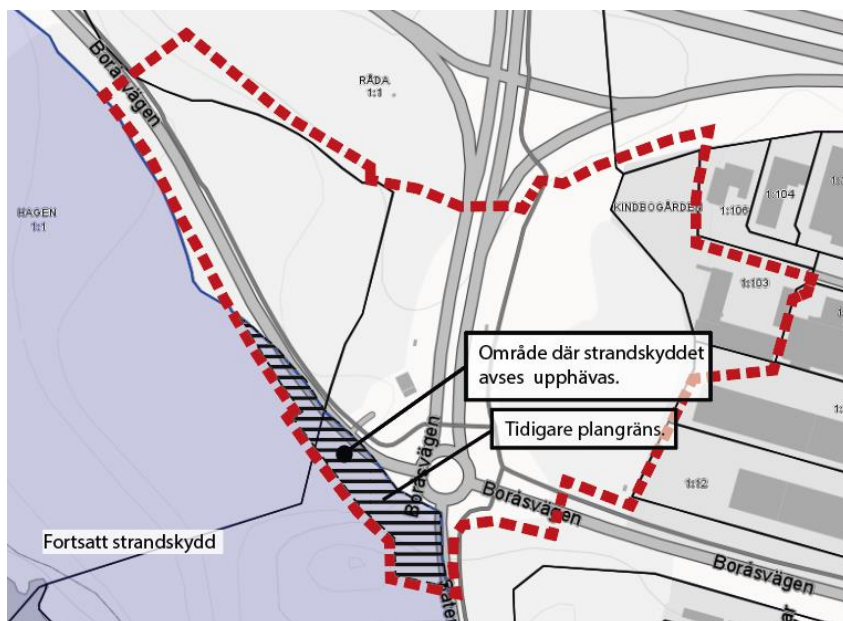 Boråsvägen
RÅDA
1:1
HAGEN
1:1
KINDBOGÅRDEN
1:106
1:104
1:103
Område där strandskyddet
avses upphävas.
Tidigare plangräns.
Boråsvägen
Boråsvägen
1:12
Fortsatt strandskydd
Boråsvägen